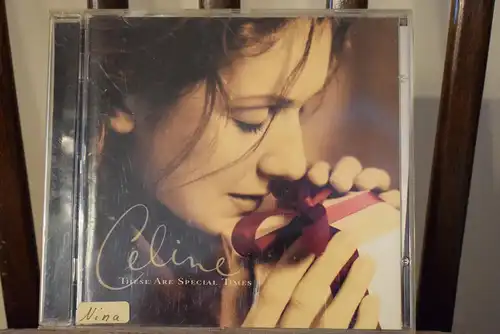 Céline
THESE ARE SPECIAL TIMES
Nina